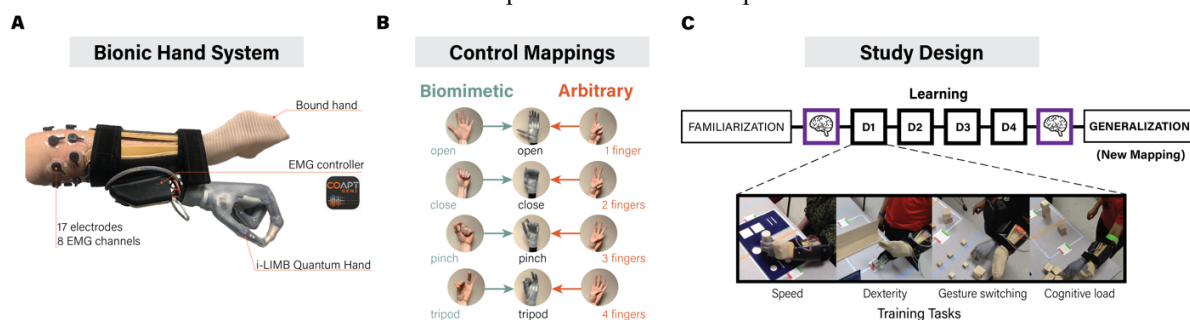 A
Bionic Hand System
Bound hand
EMG controller
COAPT
GEN2
17 electrodes
8 EMG channels
i-LIMB Quantum Hand
B
Control Mappings
Biomimetic Arbitrary
open open 1 finger
close close 2 fingers
pinch pinch 3 fingers
tripod tripod 4 fingers
C
Study Design
Learning
FAMILIARIZATION D1 D2 D3 D4 GENERALIZATION
(New Mapping)
Speed Dexterity Gesture switching Cognitive load
Training Tasks